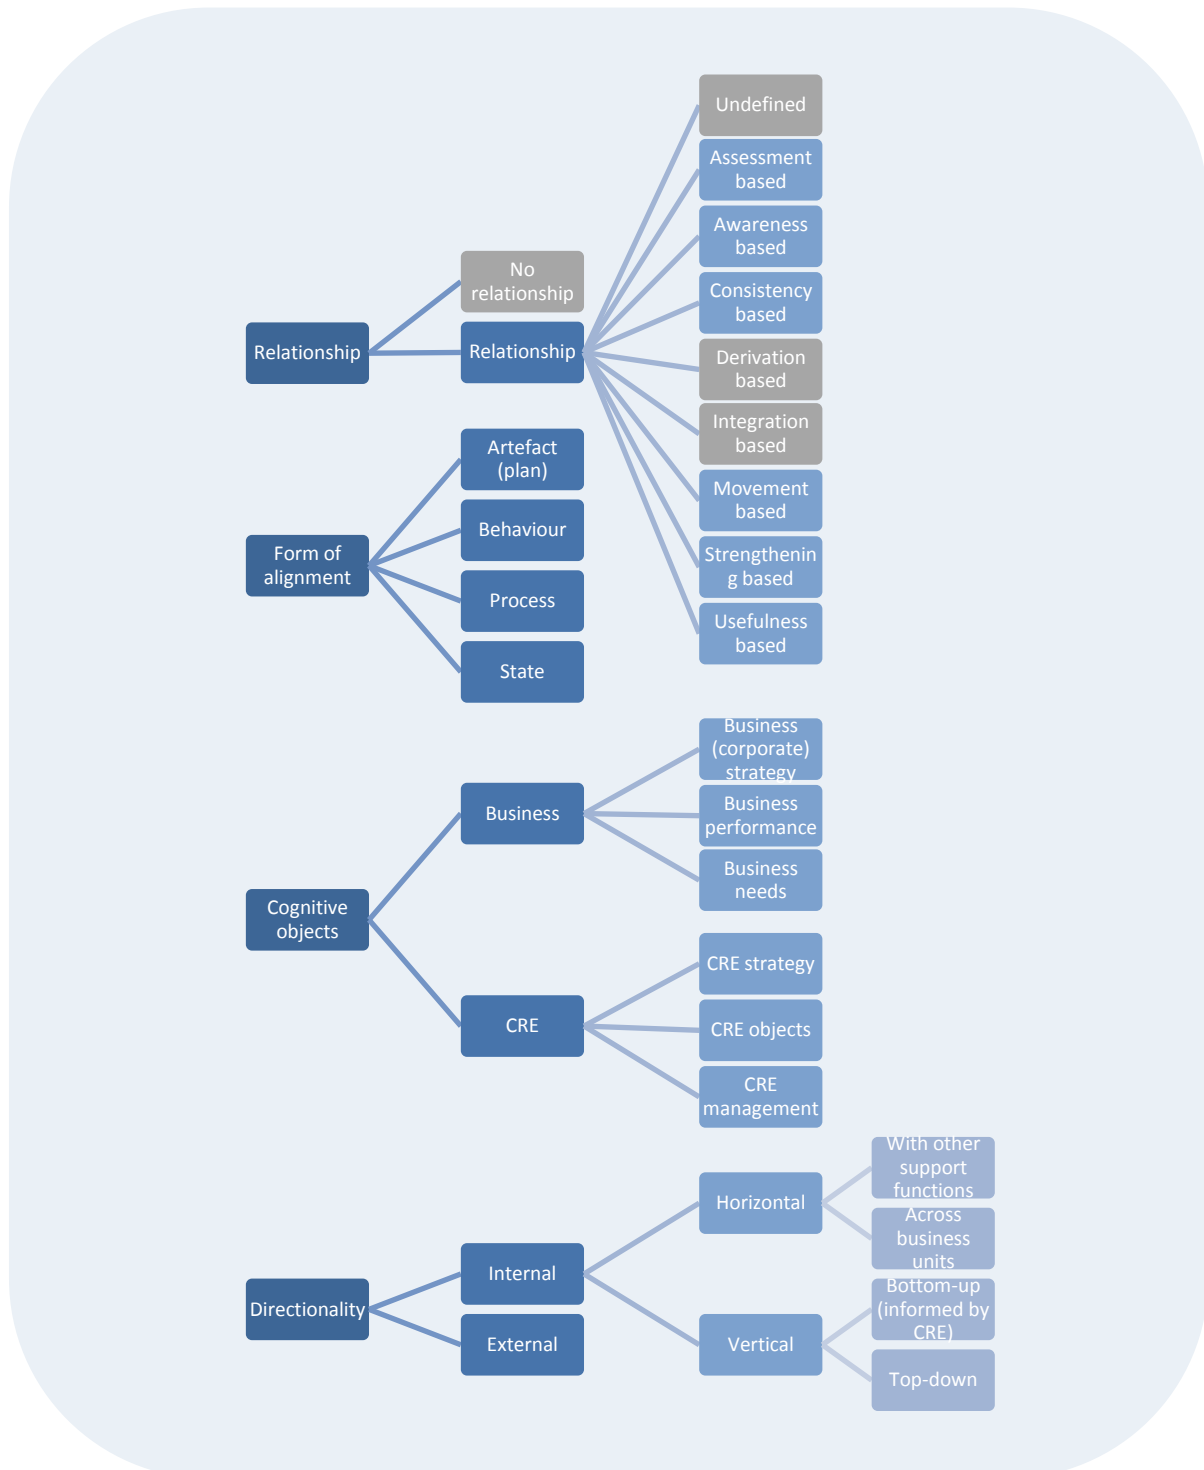 Relationship
No
relationship
Relationship
Undefined
Assessment
based
Awareness
based
Consistency
based
Derivation
based
Integration
based
Movement
based
Strengthenin
g based
Usefulness
based
Form of
alignment
Artefact
(plan)
Behaviour
Process
State
Cognitive
objects
Business
Business
(corporate)
strategy
Business
performance
Business
needs
CRE
CRE strategy
CRE objects
CRE
management
Directionality
Internal
Horizontal
With other
support
functions
Across
business
units
Vertical
Bottom-up
(informed by
CRE)
Top-down
External